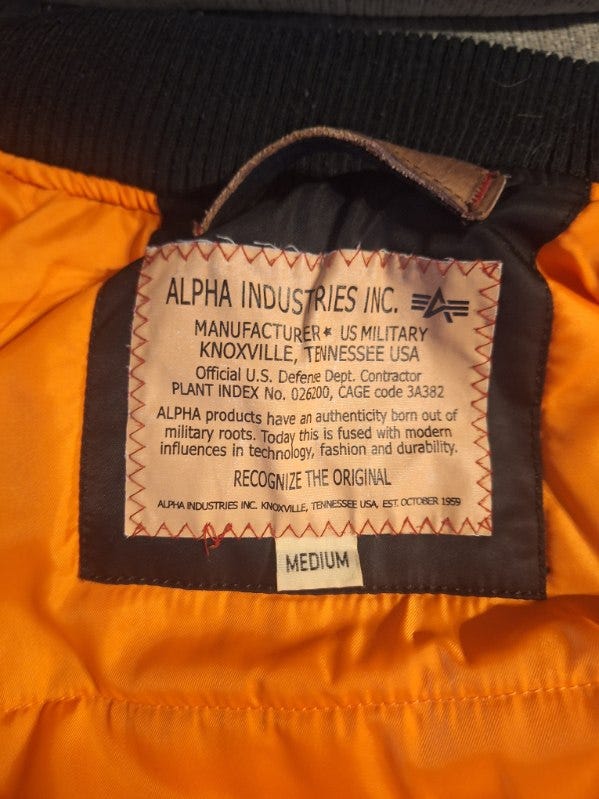 ALPHA INDUSTRIES INC.
MANUFACTURER★ US MILITARY
KNOXVILLE, TENNESSEE USA
Official U.S. Defense Dept. Contractor
PLANT INDEX No. 026200, CAGE code 3A382
ALPHA products have an authenticity born out of
military roots. Today this is fused with modern
influences in technology, fashion and durability.
RECOGNIZE THE ORIGINAL
ALPHA INDUSTRIES INC. KNOXVILLE, TENNESSEE USA, EST. OCTOBER 1959
MEDIUM